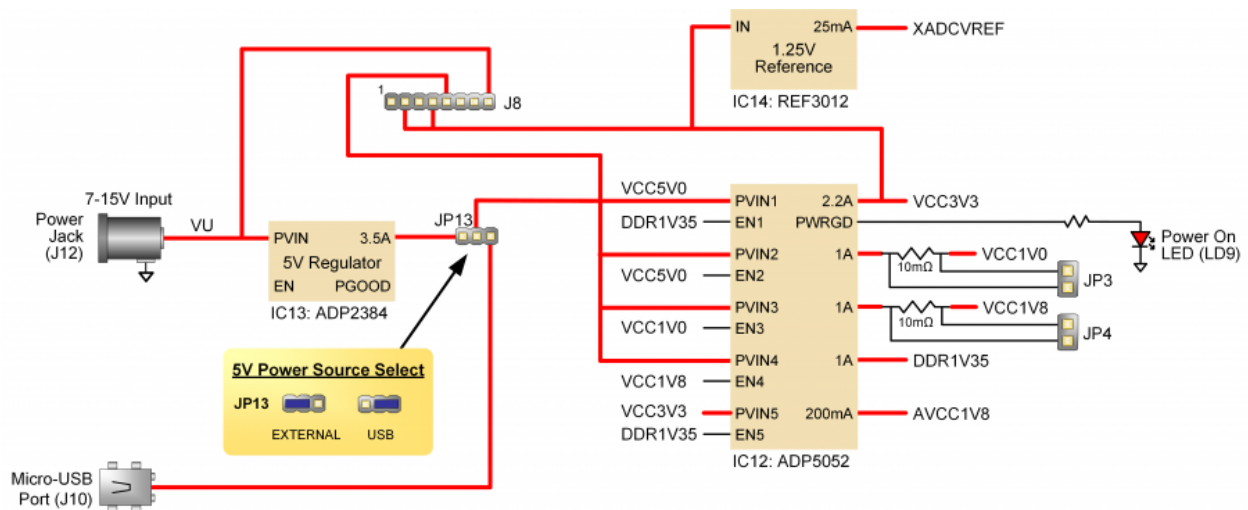 IN 25mA
XADCVREF
1.25V
Reference
IC14: REF3012
1
J8
7-15V Input
Power
Jack
(J12)
VU
PVIN 3.5A
5V Regulator
EN PGOOD
IC13: ADP2384
JP13
5V Power Source Select
JP13
EXTERNAL USB
Micro-USB
Port (J10)
VCC5V0
PVIN1 2.2A
VCC3V3
DDR1V35
EN1 PWRGD
Power On
LED (LD9)
PVIN2 1A
VCC1V0
10mΩ
JP3
VCC5V0
EN2
PVIN3 1A
VCC1V8
10mΩ
JP4
VCC1V0
EN3
PVIN4 1A
DDR1V35
VCC1V8
EN4
VCC3V3
PVIN5 200mA
AVCC1V8
DDR1V35
EN5
IC12: ADP5052